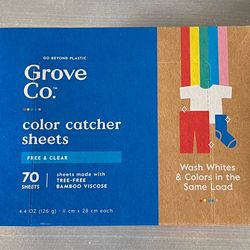 GO BEYOND PLASTIC
Grove
Co.™
color catcher
sheets
FREE & CLEAR
70
SHEETS
sheets made with
TREE-FREE
BAMBOO VISCOSE
4.4 OZ (126 g) · 11 cm x 28 cm each
Wash Whites
& Colors in the
Same Load